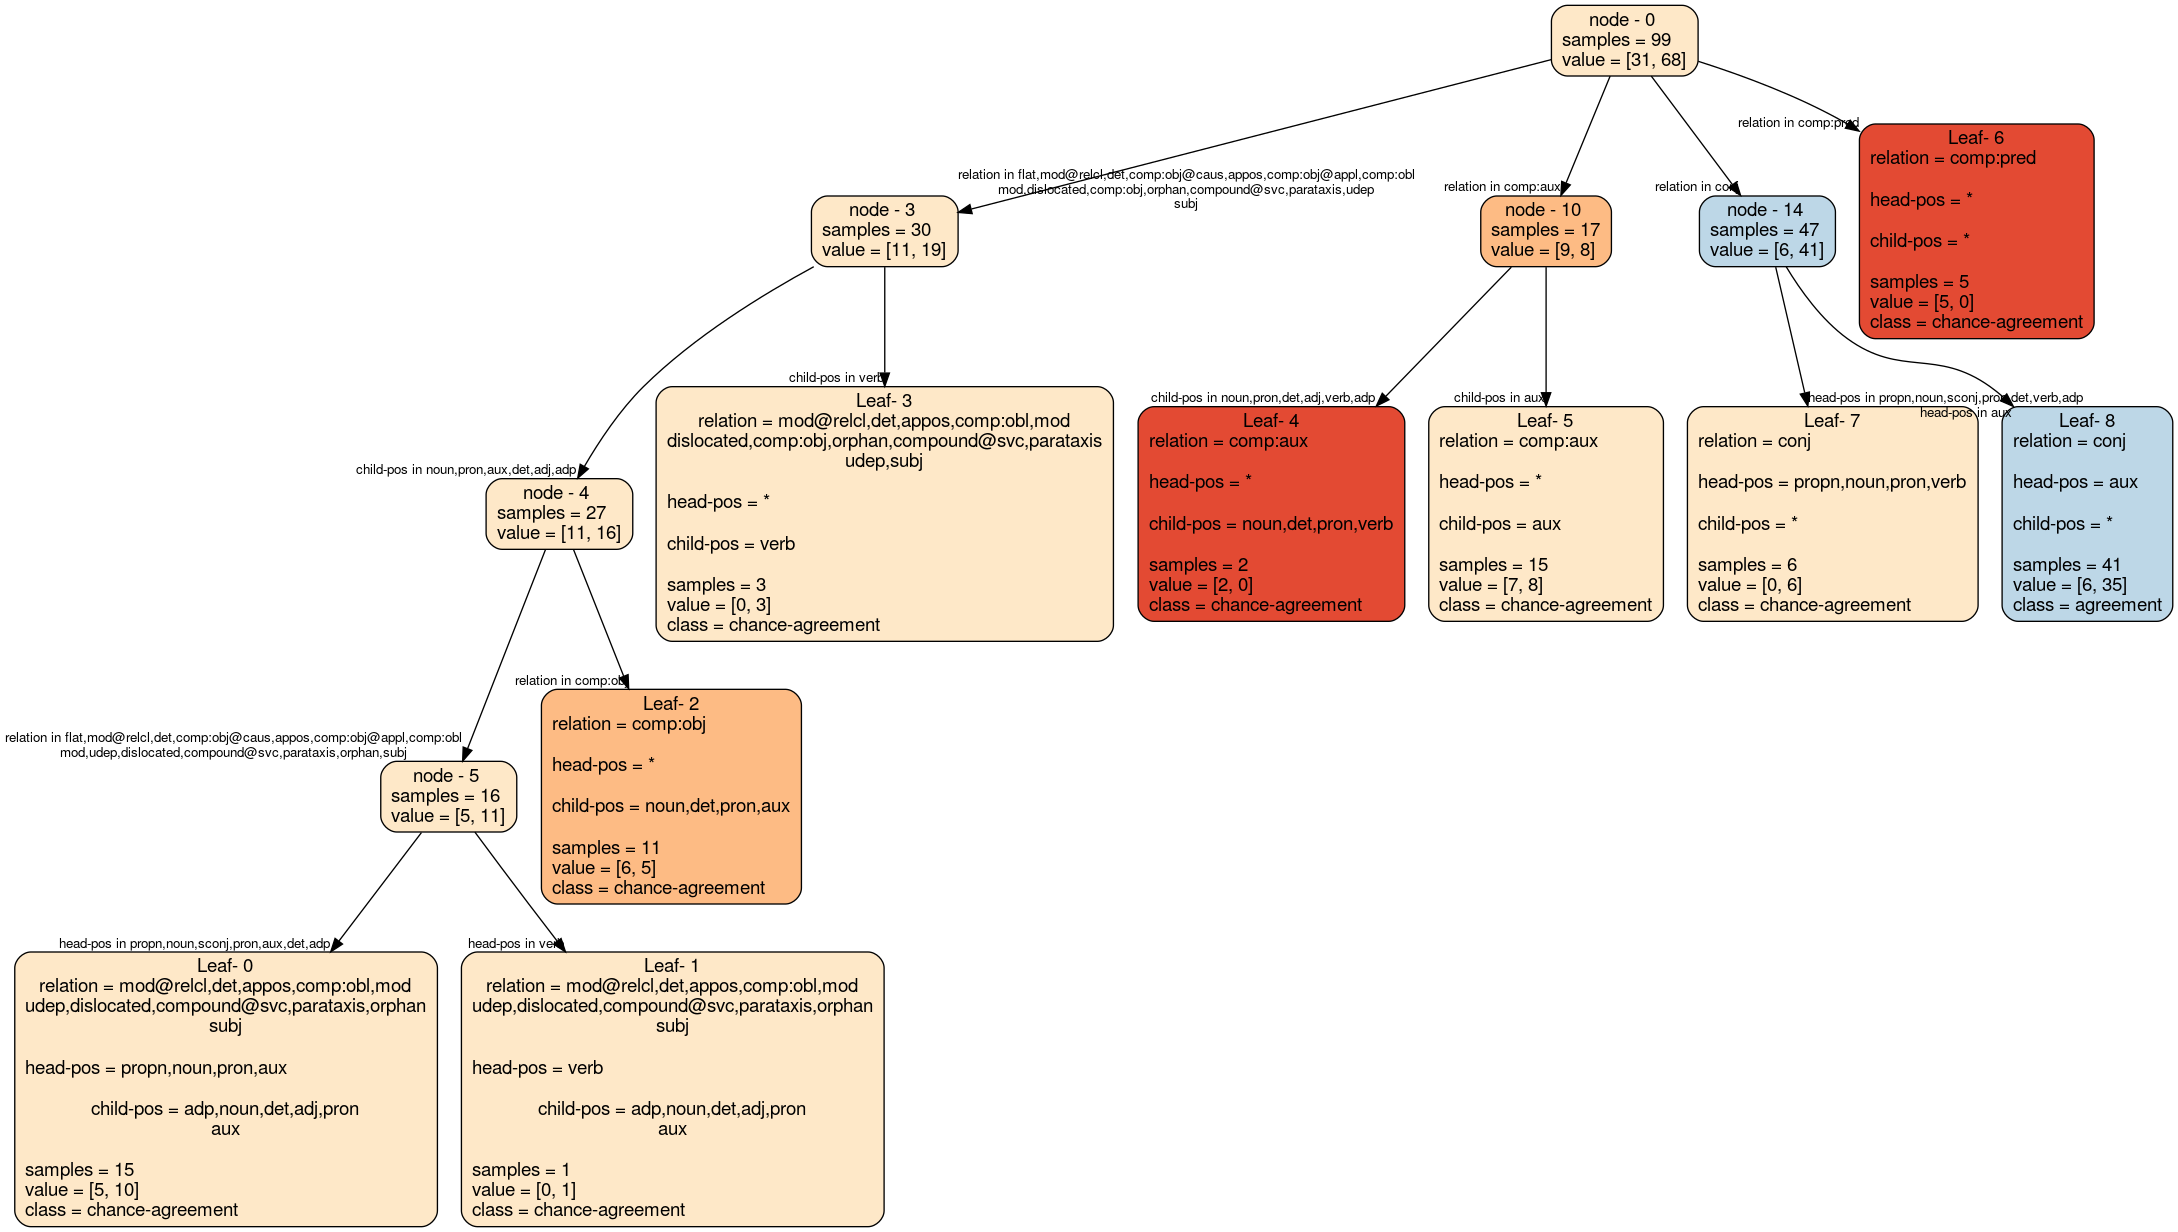 node - 0
samples = 99
value = [31, 68]
relation in comp:pred
Leaf- 6
relation = comp:pred
head-pos = *
child-pos = *
samples = 5
value = [5, 0]
class = chance-agreement
relation in flat,mod@relcl,det,comp:obj@caus,appos,comp:obj@appl,comp:obl
mod,dislocated,comp:obj,orphan,compound@svc,parataxis,udep
subj
relation in comp:aux
relation in conj
node - 3
samples = 30
value = [11, 19]
node - 10
samples = 17
value = [9, 8]
node - 14
samples = 47
value = [6, 41]
child-pos in verb
Leaf- 3
relation = mod@relcl,det,appos,comp:obl,mod
dislocated,comp:obj,orphan,compound@svc,parataxis
udep,subj
head-pos = *
child-pos = verb
samples = 3
value = [0, 3]
class = chance-agreement
child-pos in noun,pron,det,adj,verb,adp
Leaf- 4
relation = comp:aux
head-pos = *
child-pos = noun,det,pron,verb
samples = 2
value = [2, 0]
class = chance-agreement
child-pos in aux
Leaf- 5
relation = comp:aux
head-pos = *
child-pos = aux
samples = 15
value = [7, 8]
class = chance-agreement
head-pos in propn,noun,sconj,pron,det,verb,adp
Leaf- 7
relation = conj
head-pos = propn,noun,pron,verb
child-pos = *
samples = 6
value = [0, 6]
class = chance-agreement
head-pos in aux
Leaf- 8
relation = conj
head-pos = aux
child-pos = *
samples = 41
value = [6, 35]
class = agreement
child-pos in noun,pron,aux,det,adj,adp
node - 4
samples = 27
value = [11, 16]
relation in comp:obj
Leaf- 2
relation = comp:obj
head-pos = *
child-pos = noun,det,pron,aux
samples = 11
value = [6, 5]
class = chance-agreement
relation in flat,mod@relcl,det,comp:obj@caus,appos,comp:obj@appl,comp:obl
mod,udep,dislocated,compound@svc,parataxis,orphan,subj
node - 5
samples = 16
value = [5, 11]
head-pos in propn,noun,sconj,pron,aux,det,adp
Leaf- 0
relation = mod@relcl,det,appos,comp:obl,mod
udep,dislocated,compound@svc,parataxis,orphan
subj
head-pos = propn,noun,pron,aux
child-pos = adp,noun,det,adj,pron
aux
samples = 15
value = [5, 10]
class = chance-agreement
head-pos in verb
Leaf- 1
relation = mod@relcl,det,appos,comp:obl,mod
udep,dislocated,compound@svc,parataxis,orphan
subj
head-pos = verb
child-pos = adp,noun,det,adj,pron
aux
samples = 1
value = [0, 1]
class = chance-agreement